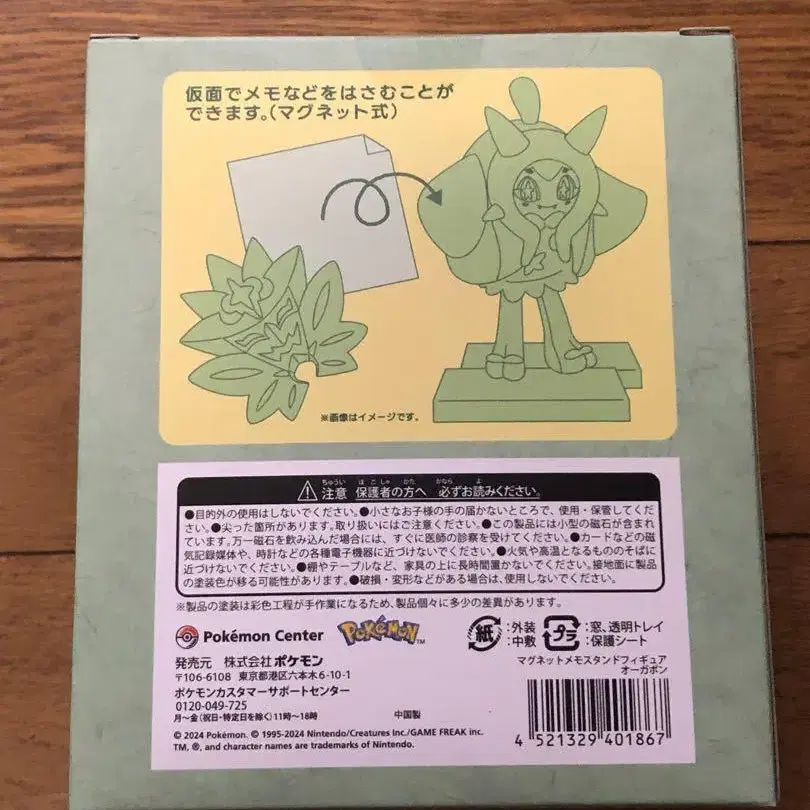 仮面でメモなどをはさむことが
できます。(マグネット式)
※画像はイメージです。
⚠注意 保護者の方へ 必ずお読みください。
●目的外の使用はしないでください。●小さなお子様の手の届かないところで、使用・保管してくださ
い。●尖った箇所があります。取り扱いにはご注意ください。●この製品には小型の磁石が含まれ
ています。万一磁石を飲み込んだ場合には、すぐに医師の診察を受けてください。●カードなどの磁
気記録媒体や、時計などの各種電子機器に近づけないでください。●火気や高温となるもののそばに
近づけないでください。●棚やテーブルなど、家具の上に長時間置かないでください。接地面に製品
の塗装色が移る可能性があります。●破損・変形などがある場合は、使用しないでください。
※製品の塗装は彩色工程が手作業になるため、製品個々に多少の差異があります。
Pokémon Center POKéMON™
紙:外装 中敷
プラ:窓、透明トレイ 保護シート
発売元 株式会社ポケモン
〒106-6108 東京都港区六本木6-10-1
ポケモンカスタマーサポートセンター
0120-049-725
月~金(祝日・特定日を除く)11時~18時
中国製
© 2024 Pokémon. © 1995-2024 Nintendo/Creatures Inc./GAME FREAK inc.
TM, ®, and character names are trademarks of Nintendo.
マグネットメモスタンドフィギュア
オーガポン
4 521329 401867